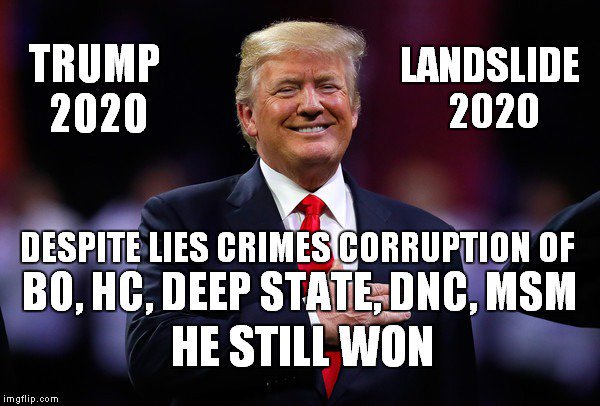 TRUMP
2020
LANDSLIDE
2020
DESPITE LIES CRIMES CORRUPTION OF
BO, HC, DEEP STATE, DNC, MSM
HE STILL WON
imgflip.com